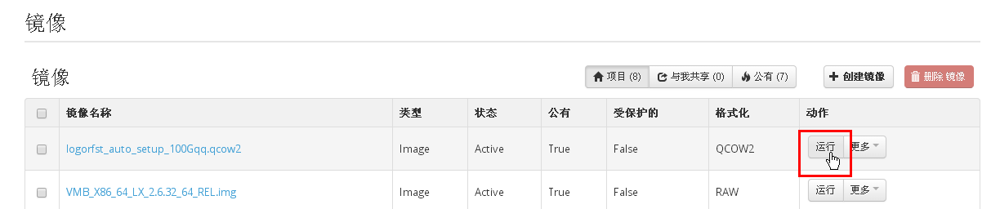 镜像
镜像
项目 (8) 与我共享 (0) 公有 (7) 创建镜像 删除 镜像
镜像名称 类型 状态 公有 受保护的 格式化 动作
logorfst_auto_setup_100Gqq.qcow2 Image Active True False QCOW2 运行 更多
VMB_X86_64_LX_2.6.32_64_REL.img Image Active True False RAW 运行 更多